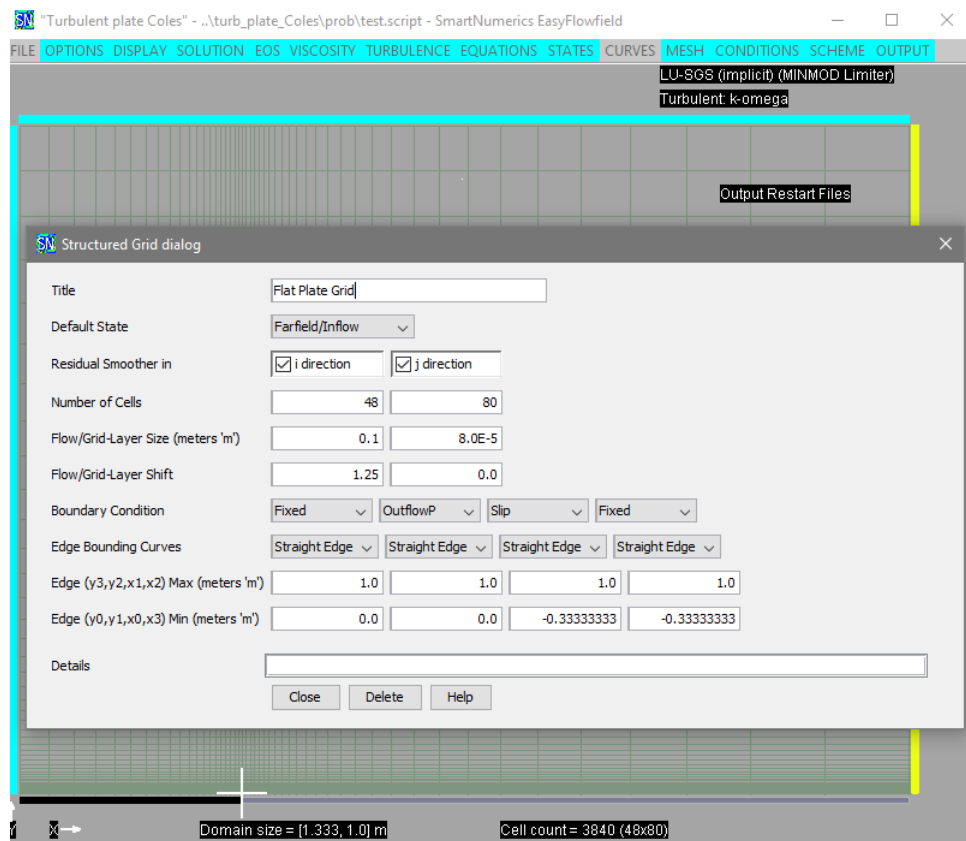 SN "Turbulent plate Coles" - ..\turb_plate_Coles\prob\test.script - SmartNumerics EasyFlowfield
FILE OPTIONS DISPLAY SOLUTION EOS VISCOSITY TURBULENCE EQUATIONS STATES CURVES MESH CONDITIONS SCHEME OUTPUT
LU-SGS (implicit) (MINMOD Limiter)
Turbulent: k-omega
Output Restart Files
SN Structured Grid dialog
Title Flat Plate Grid
Default State Farfield/Inflow
Residual Smoother in i direction j direction
Number of Cells 48 80
Flow/Grid-Layer Size (meters 'm') 0.1 8.0E-5
Flow/Grid-Layer Shift 1.25 0.0
Boundary Condition Fixed OutflowP Slip Fixed
Edge Bounding Curves Straight Edge Straight Edge Straight Edge Straight Edge
Edge (y3,y2,x1,x2) Max (meters 'm') 1.0 1.0 1.0 1.0
Edge (y0,y1,x0,x3) Min (meters 'm') 0.0 0.0 -0.33333333 -0.33333333
Details
Close Delete Help
Y X Domain size = [1.333, 1.0] m Cell count = 3840 (48x80)